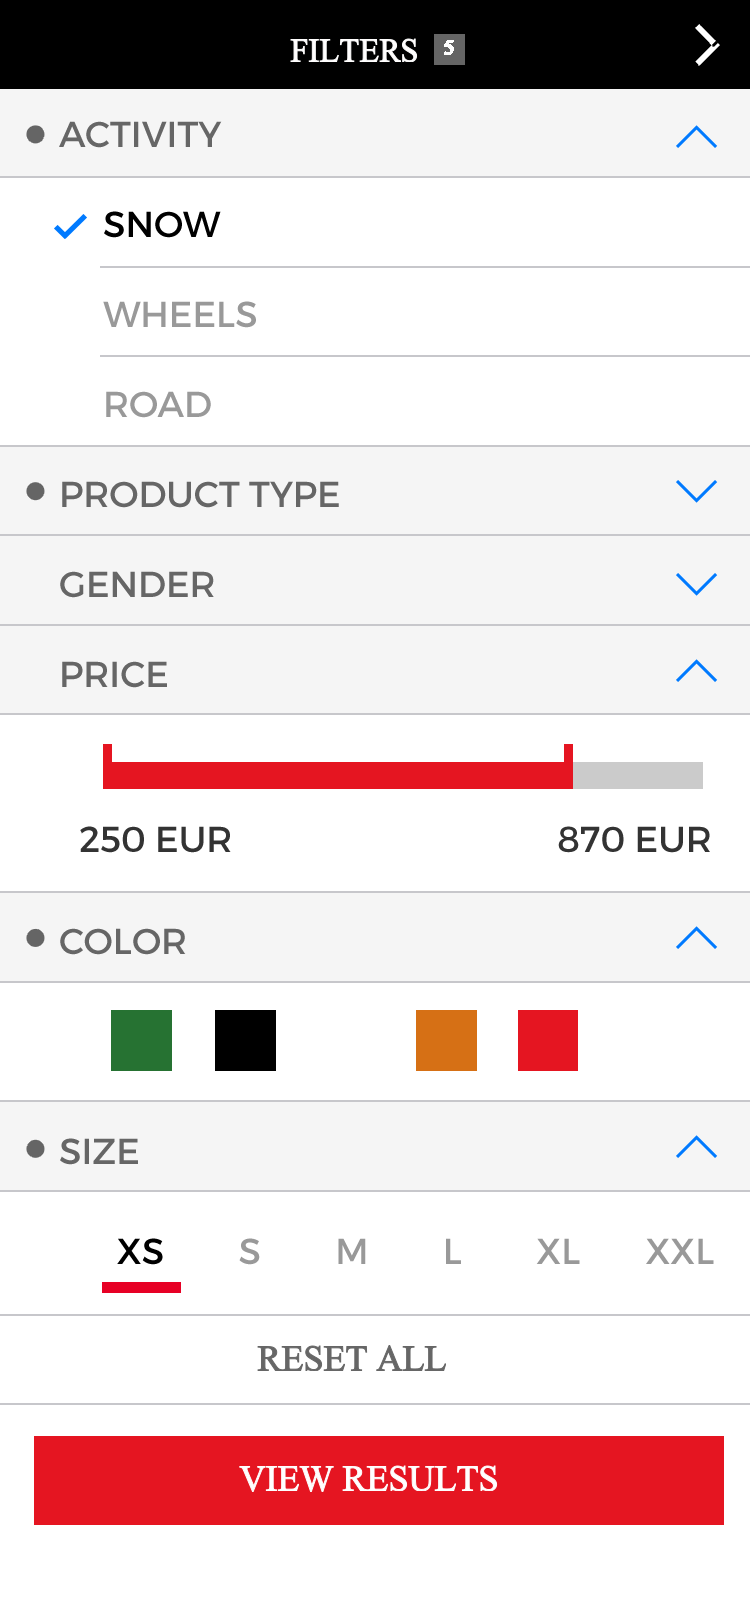 FILTERS 5
ACTIVITY
SNOW
WHEELS
ROAD
PRODUCT TYPE
GENDER
PRICE
250 EUR 870 EUR
COLOR
SIZE
XS S M L XL XXL
RESET ALL
VIEW RESULTS